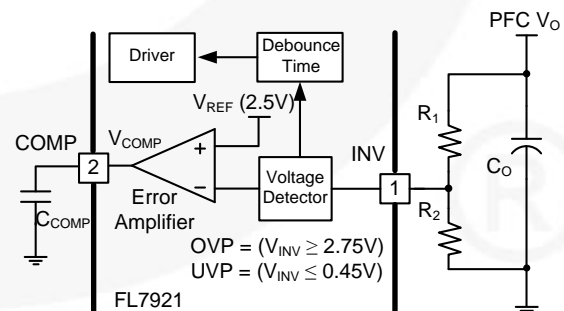 PFC VO
Driver
Debounce
Time
VREF (2.5V)
R1
COMP
VCOMP
INV
2
+
−
Voltage
Detector
1
CO
CCOMP
Error
Amplifier
R2
OVP = (VINV ≥ 2.75V)
UVP = (VINV ≤ 0.45V)
FL7921
®